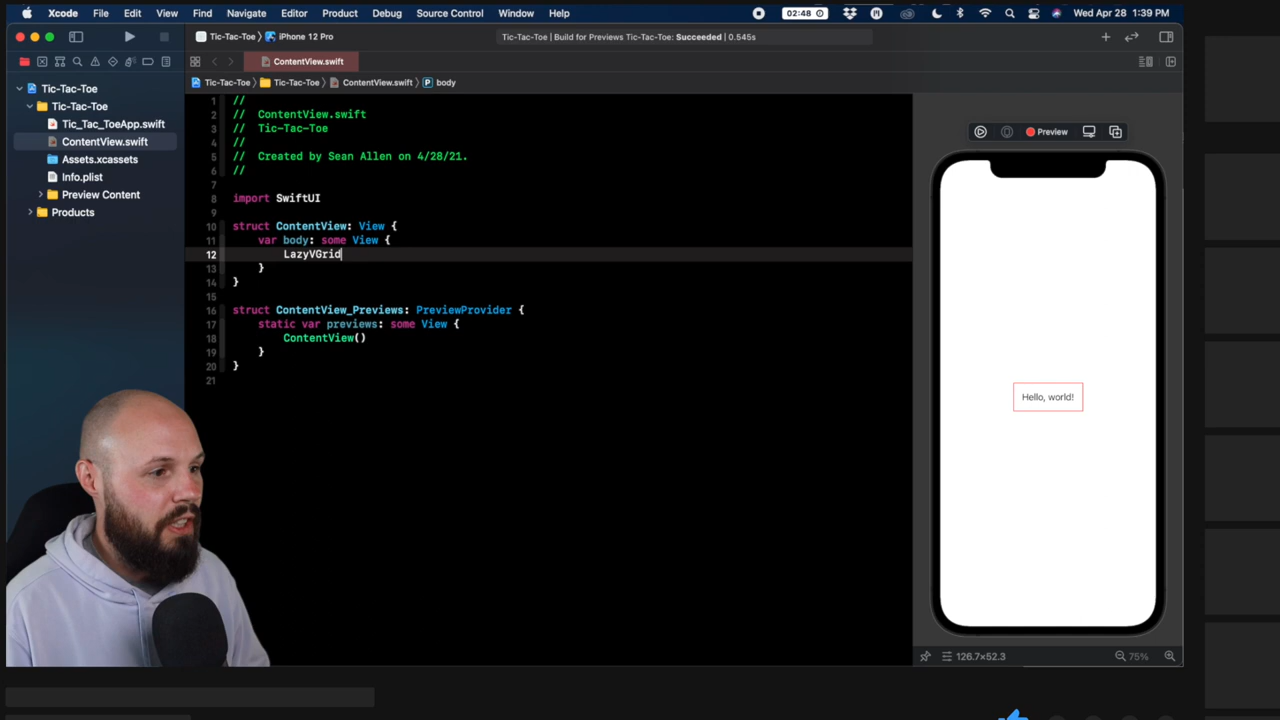 Xcode File Edit View Find Navigate Editor Product Debug Source Control Window Help 02:48 Wed Apr 28 1:39 PM
Tic-Tac-Toe iPhone 12 Pro Tic-Tac-Toe | Build for Previews Tic-Tac-Toe: Succeeded | 0.545s
ContentView.swift
Tic-Tac-Toe Tic-Tac-Toe ContentView.swift P body
Tic-Tac-Toe
Tic-Tac-Toe
Tic_Tac_ToeApp.swift
ContentView.swift
Assets.xcassets
Info.plist
Preview Content
Products
1 //
2 // ContentView.swift
3 // Tic-Tac-Toe
4 //
5 // Created by Sean Allen on 4/28/21.
6 //
7
8 import SwiftUI
9
10 struct ContentView: View {
11 var body: some View {
12 LazyVGrid
13 }
14 }
15
16 struct ContentView_Previews: PreviewProvider {
17 static var previews: some View {
18 ContentView()
19 }
20 }
21
Preview
Hello, world!
126.7×52.3 75%